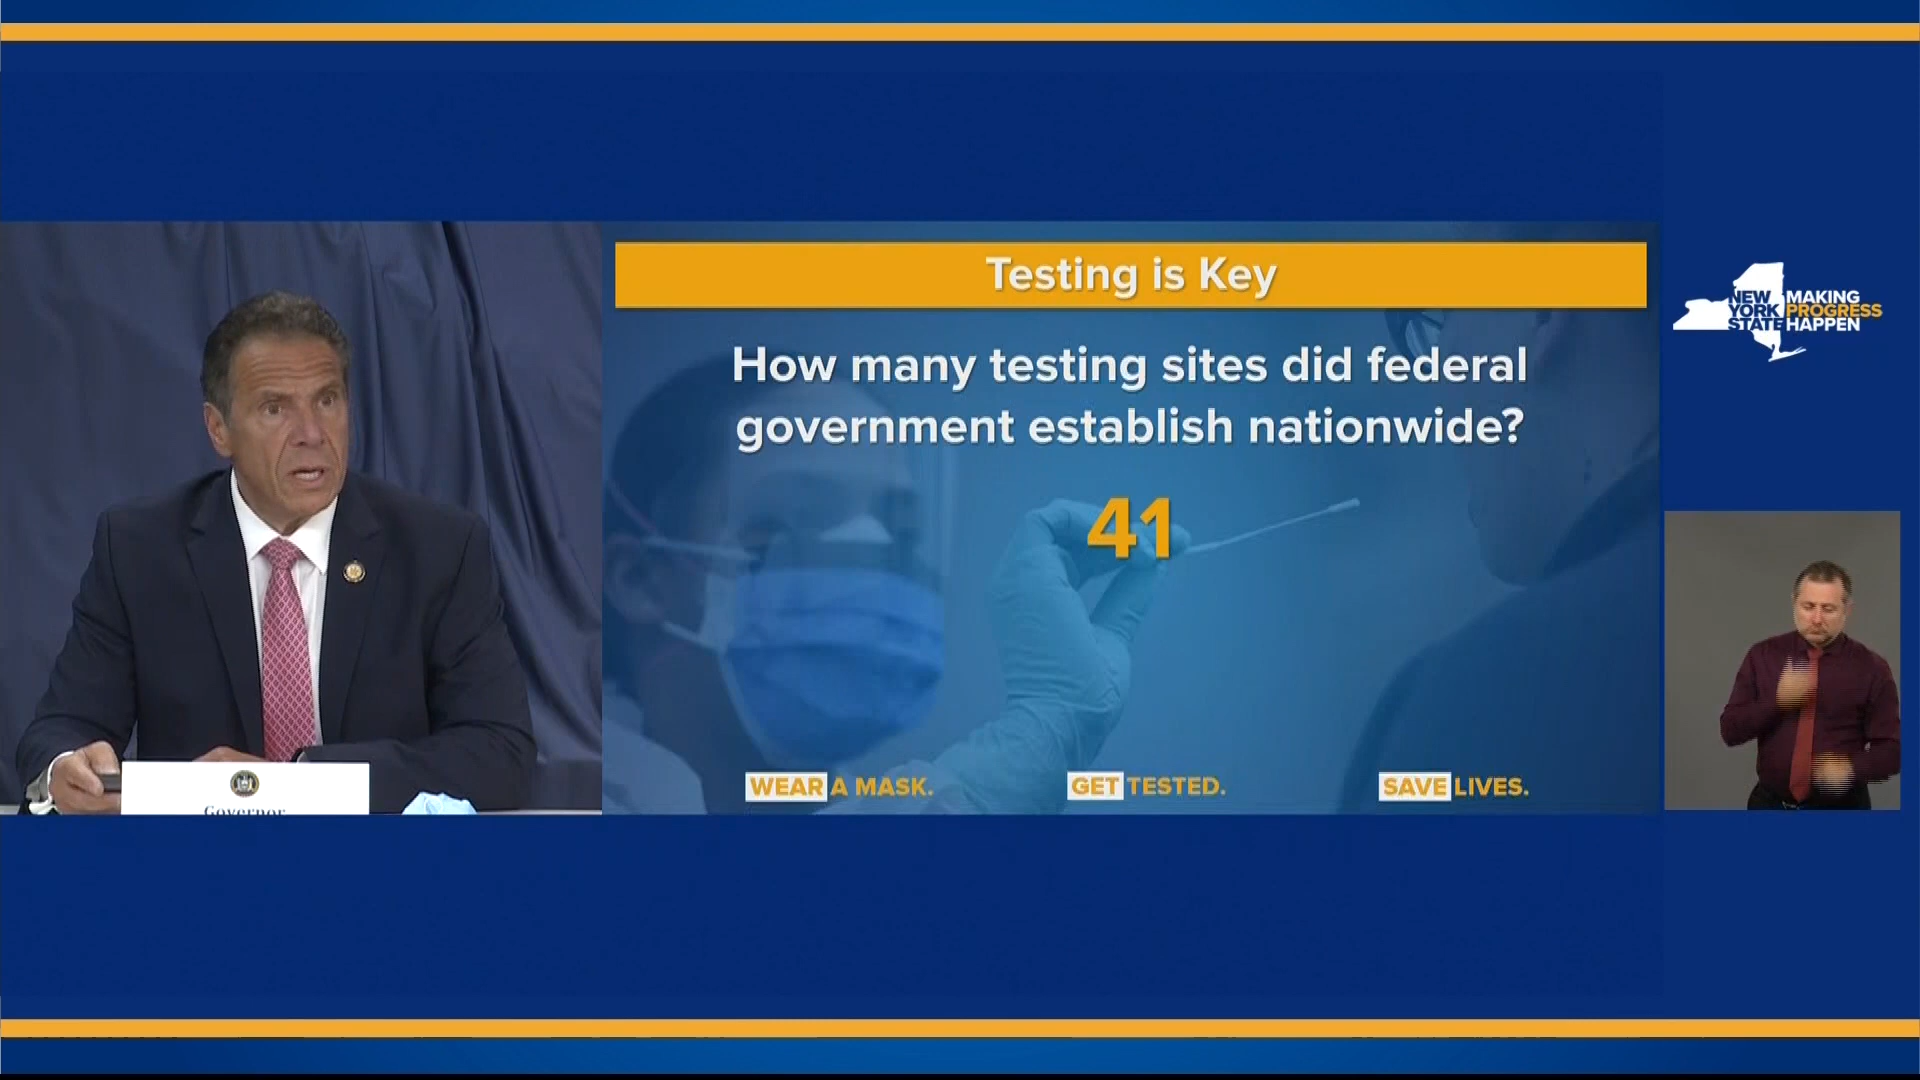 Testing is Key
How many testing sites did federal
government establish nationwide?
41
WEAR A MASK.
GET TESTED.
SAVE LIVES.
Governor
NEW
YORK
STATE
MAKING
PROGRESS
HAPPEN